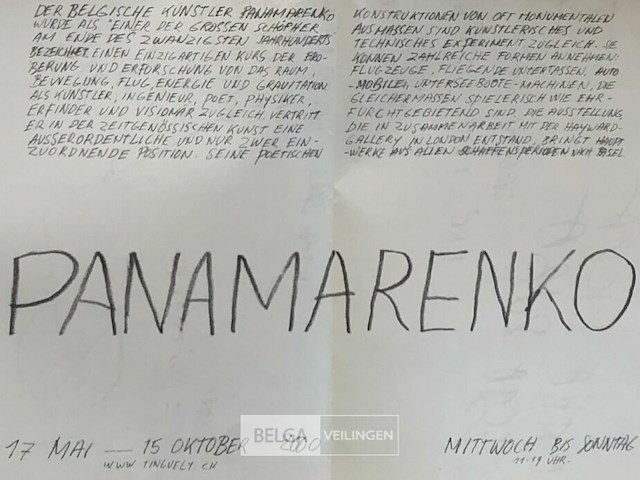 DER BELGISCHE KÜNSTLER PANAMARENKO
WURDE ALS "EINER DER GROSSEN SCHÖPFER
AM ENDE DES ZWANZIGSTEN JAHRHUNDERTS
BEZEICHNET EINEN EINZIGARTIGEN KURS DER ERO-
BERUNG UND ERFORSCHUNG VON DAS RAUM,
BEWEGUNG, FLUG, ENERGIE UND GRAVITATION
ALS KÜNSTLER, INGENIEUR, POET, PHYSIKER,
ERFINDER UND VISIONÄR ZUGLEICH. VERTRITT
ER IN DER ZEITGENÖSSISCHEN KUNST EINE
AUSSERORDENTLICHE UND NUR ZWER EIN-
ZUORDNENDE POSITION. SEINE POETISCHEN
KONSTRUKTIONEN VON OFT MONUMENTALEN
AUSMASSEN SIND KÜNSTLERISCHES UND
TECHNISCHES EXPERIMENT ZUGLEICH. SIE
KÖNNEN ZAHLREICHE FORMEN ANNEHMEN:
FLUGZEUGE, FLIEGENDE UNTERTASSEN, AUTO
-MOBILE, UNTERSEEBOOTE - MACHINEN, DIE
GLEICHERMASSEN SPIELERISCH WIE EHR-
FURCHTGEBIETEND SIND. DIE AUSSTELLUNG,
DIE IN ZUSAMMENARBEIT MIT DER HAYWARD-
GALLERY IN LONDON ENTSTAND, BRINGT HAUPT
-WERKE AUS ALLEN SCHAFFENSPERIODEN NACH BASEL
PANAMARENKO
17 MAI — 15 OKTOBER 2000
WWW TINGUELY.CH
BELGA VEILINGEN
MITTWOCH BIS SONNTAG
11-19 UHR.